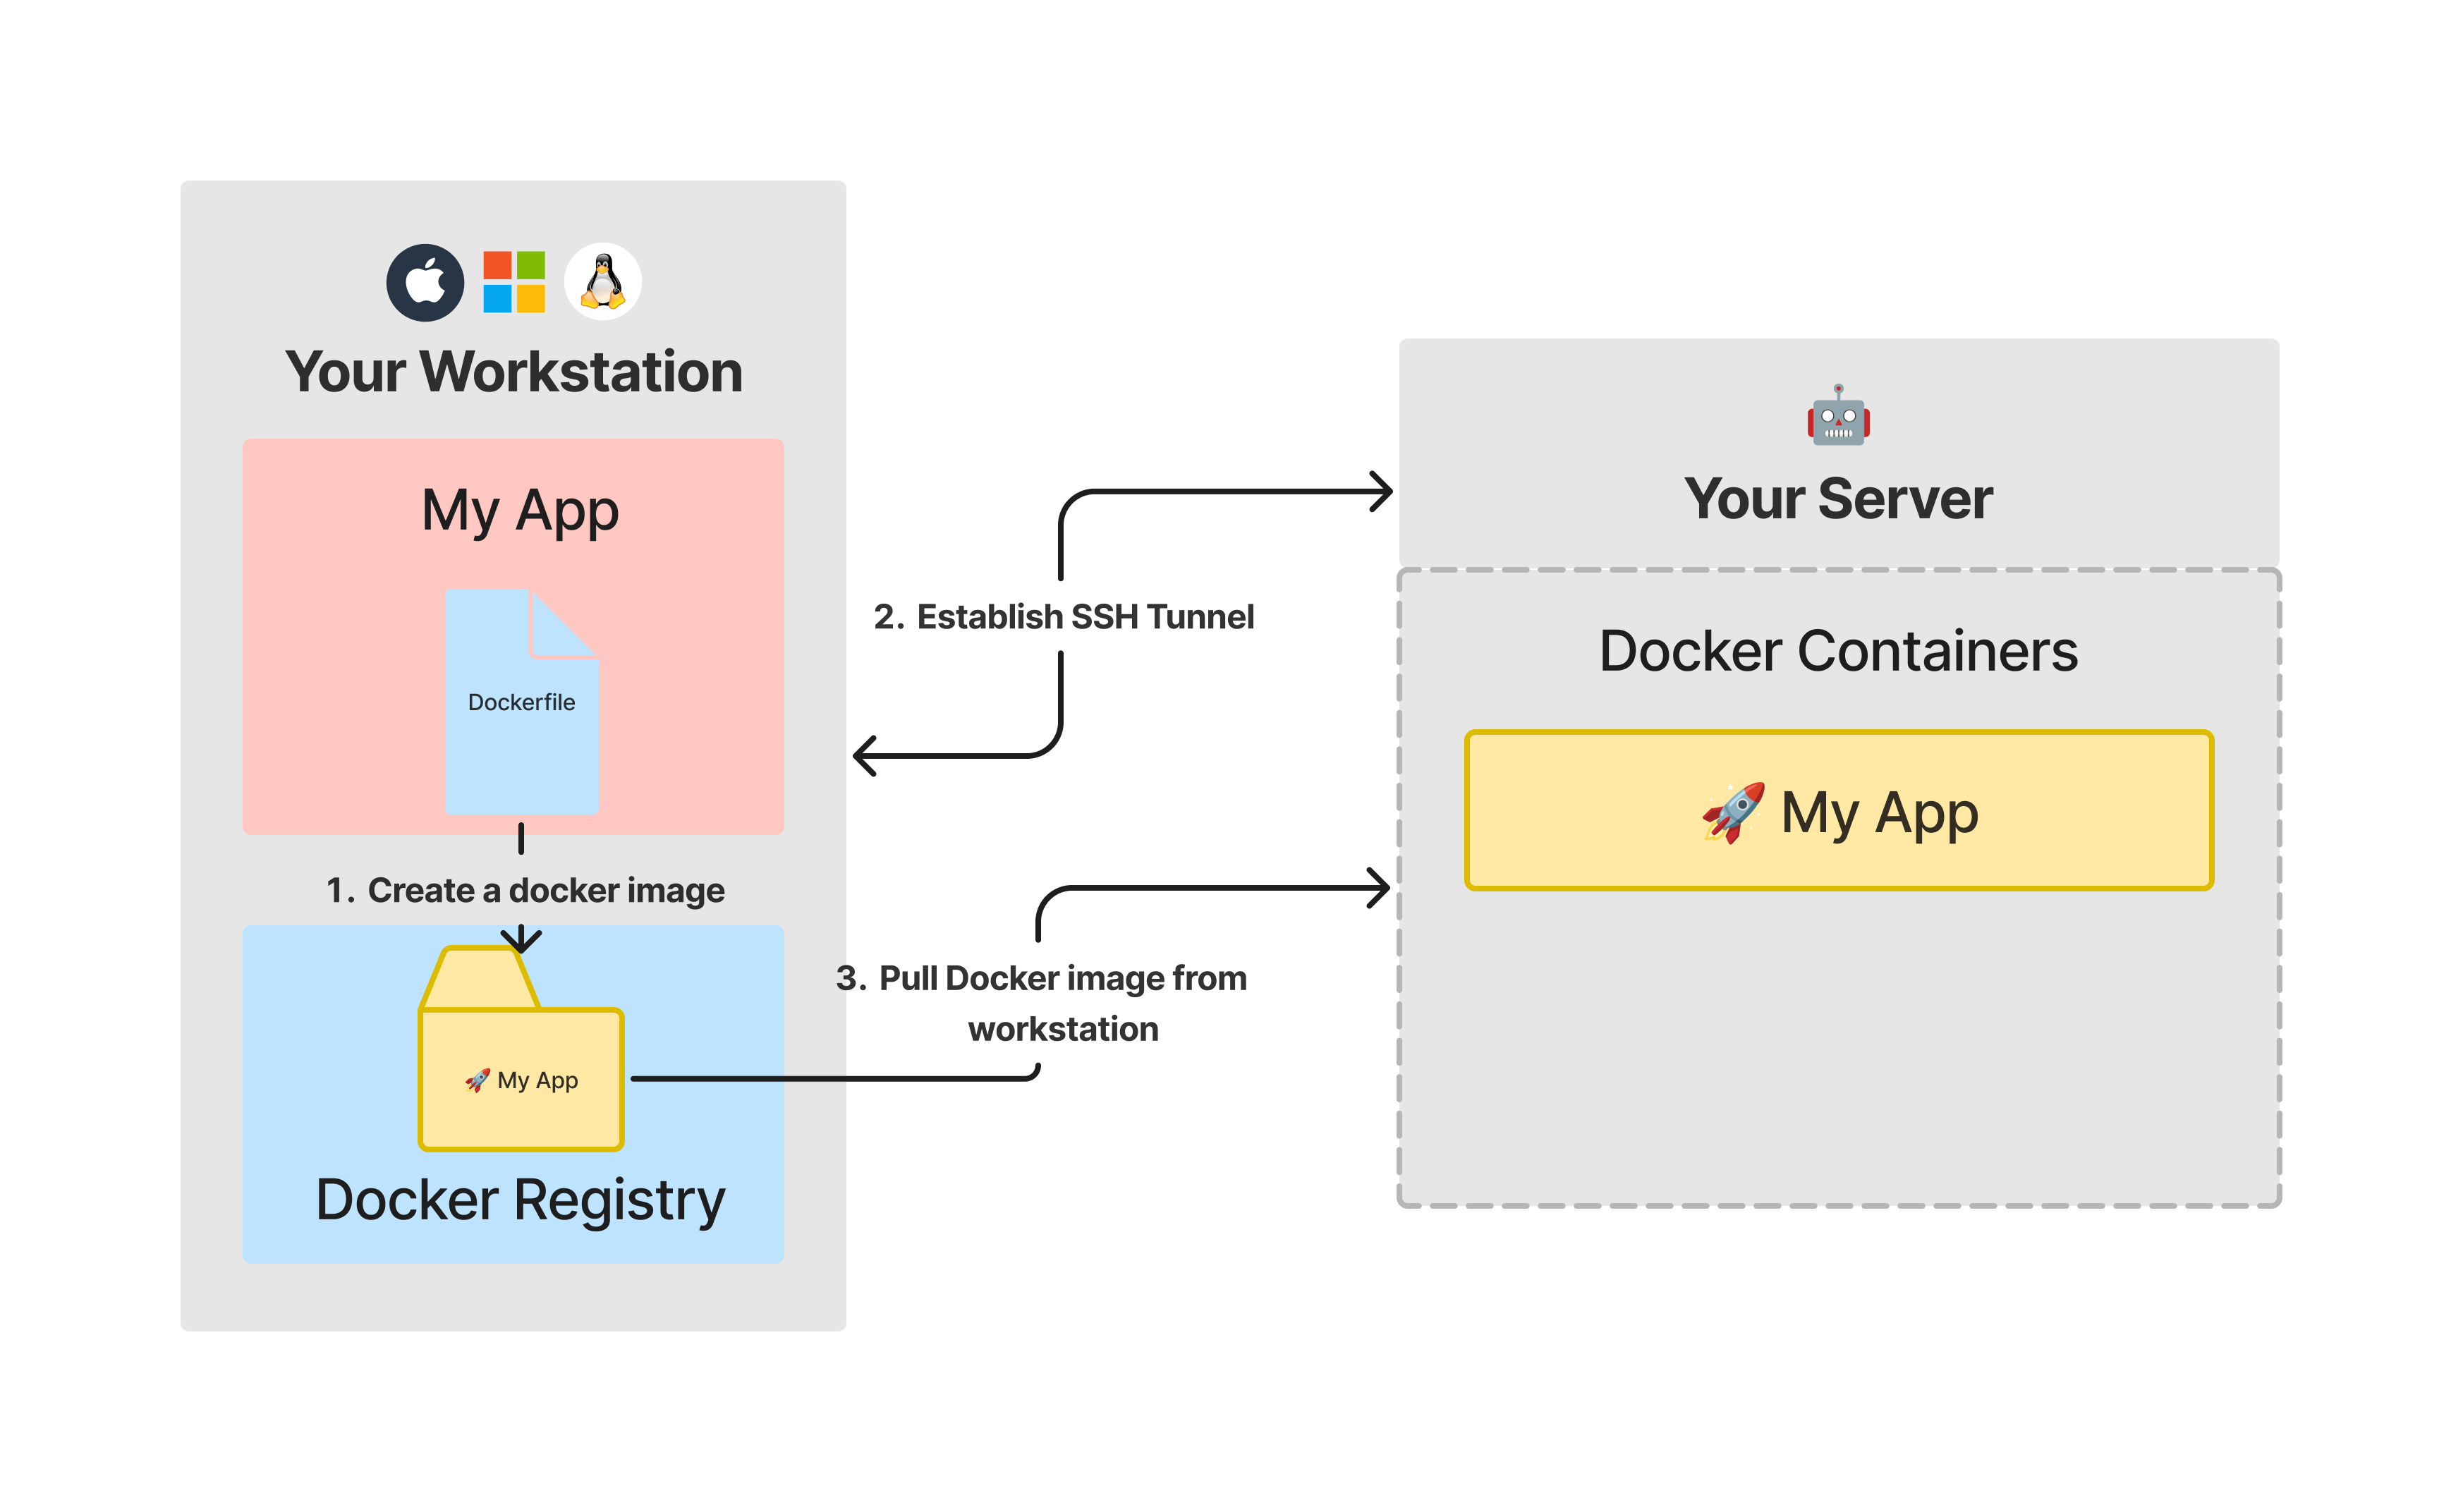 Your Workstation
My App
Dockerfile
1. Create a docker image
🚀 My App
Docker Registry
2. Establish SSH Tunnel
3. Pull Docker image from
workstation
Your Server
Docker Containers
🚀 My App